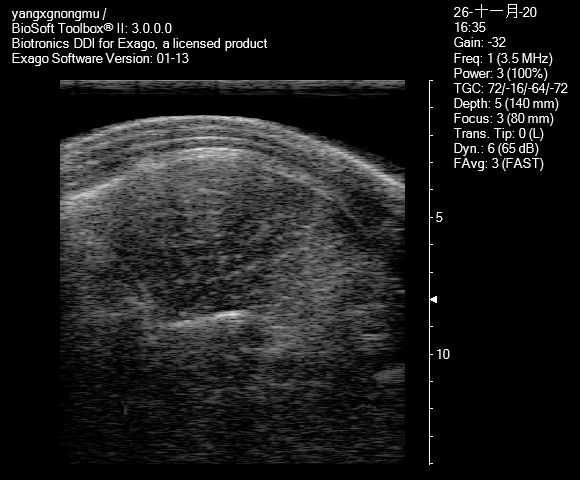 yangxgnongmu /
BioSoft Toolbox® II: 3.0.0.0
Biotronics DDI for Exago, a licensed product
Exago Software Version: 01-13
26-十一月-20
16:35
Gain: -32
Freq: 1 (3.5 MHz)
Power: 3 (100%)
TGC: 72/-16/-64/-72
Depth: 5 (140 mm)
Focus: 3 (80 mm)
Trans. Tip: 0 (L)
Dyn.: 6 (65 dB)
FAvg: 3 (FAST)
5
10